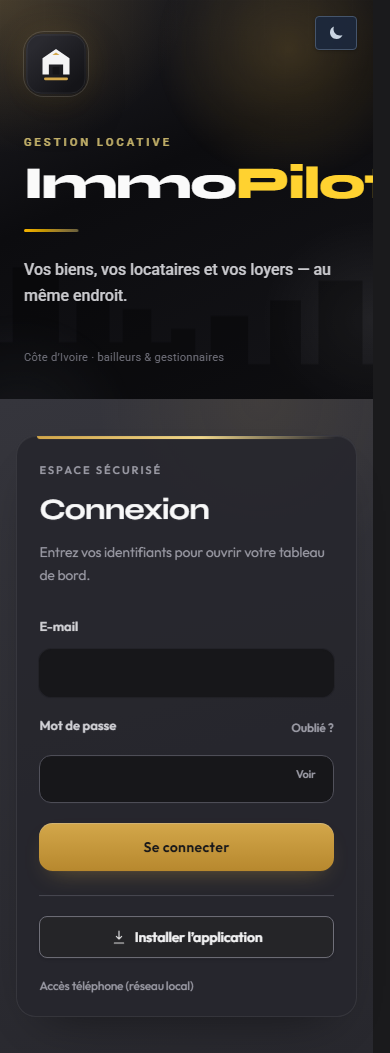 GESTION LOCATIVE
ImmoPilot
Vos biens, vos locataires et vos loyers — au
même endroit.
Côte d'Ivoire · bailleurs & gestionnaires
ESPACE SÉCURISÉ
Connexion
Entrez vos identifiants pour ouvrir votre tableau
de bord.
E-mail
Mot de passe
Oublié ?
Voir
Se connecter
Installer l'application
Accès téléphone (réseau local)